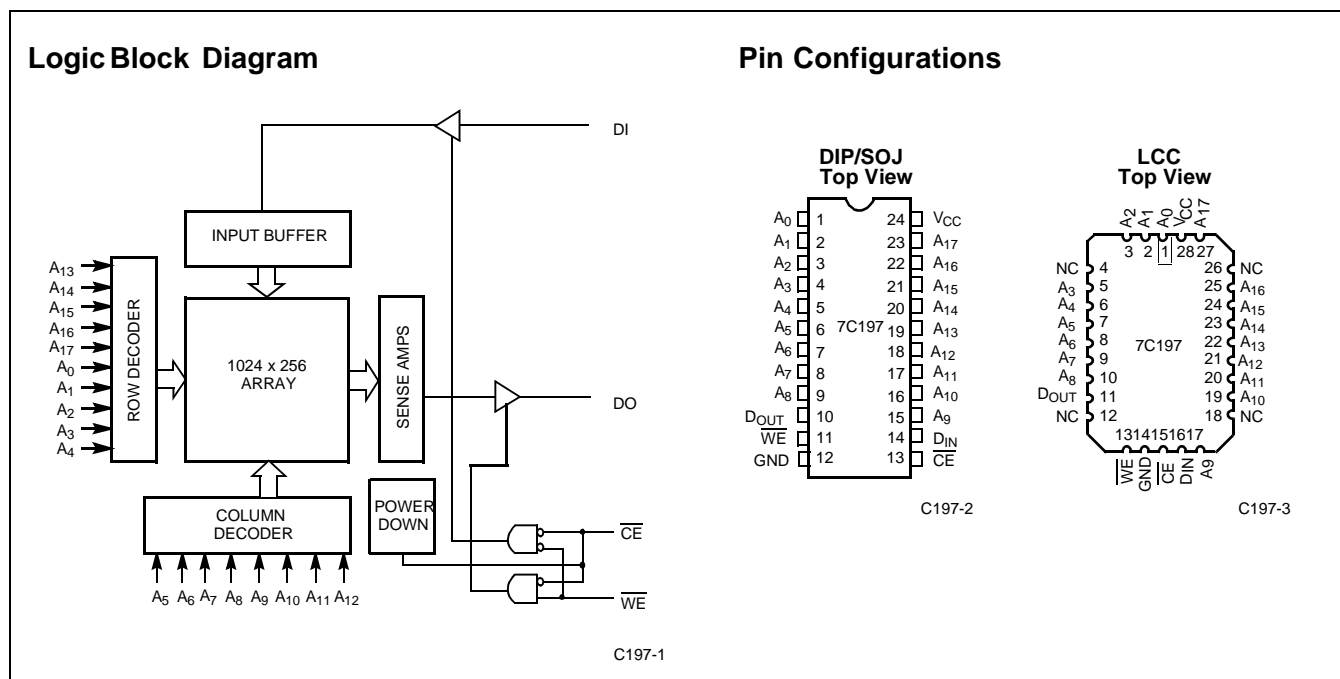 Logic Block Diagram
DI
INPUT BUFFER
A13
A14
A15
A16
A17
A0
A1
A2
A3
A4
ROW DECODER
1024 x 256
ARRAY
SENSE AMPS
DO
COLUMN
DECODER
POWER
DOWN
CE
WE
A5 A6 A7 A8 A9 A10 A11 A12
C197-1
Pin Configurations
DIP/SOJ
Top View
A0 1 24 VCC
A1 2 23 A17
A2 3 22 A16
A3 4 21 A15
A4 5 20 A14
A5 6 7C197 19 A13
A6 7 18 A12
A7 8 17 A11
A8 9 16 A10
DOUT 10 15 A9
WE 11 14 DIN
GND 12 13 CE
C197-2
LCC
Top View
A2 A1 A0 VCC A17
3 2 1 28 27
NC 4 26 NC
A3 5 25 A16
A4 6 24 A15
A5 7 23 A14
A6 8 7C197 22 A13
A7 9 21 A12
A8 10 20 A11
DOUT 11 19 A10
NC 12 18 NC
13 14 15 16 17
WE GND CE DIN A9
C197-3